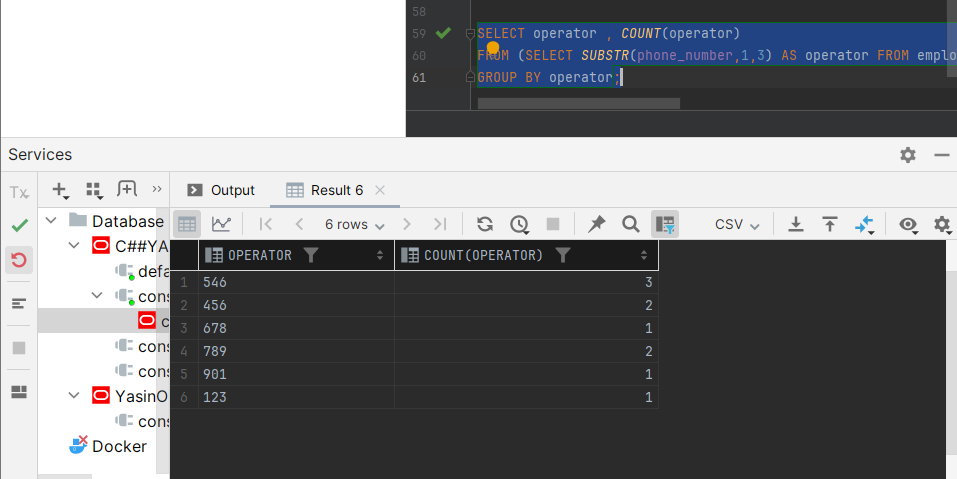 58
59 SELECT operator , COUNT(operator)
60 FROM (SELECT SUBSTR(phone_number,1,3) AS operator FROM emplo
61 GROUP BY operator;
Services
Tx
Output
Result 6
6 rows
CSV
Database
C##YA
defa
cons
c
cons
cons
YasinO
cons
Docker
OPERATOR COUNT(OPERATOR)
1 546 3
2 456 2
3 678 1
4 789 2
5 901 1
6 123 1